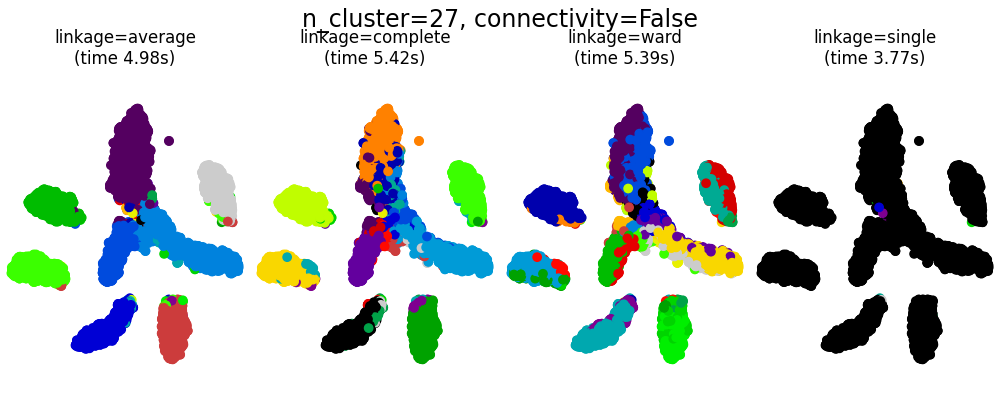 n_cluster=27, connectivity=False
linkage=average
(time 4.98s)
linkage=complete
(time 5.42s)
linkage=ward
(time 5.39s)
linkage=single
(time 3.77s)